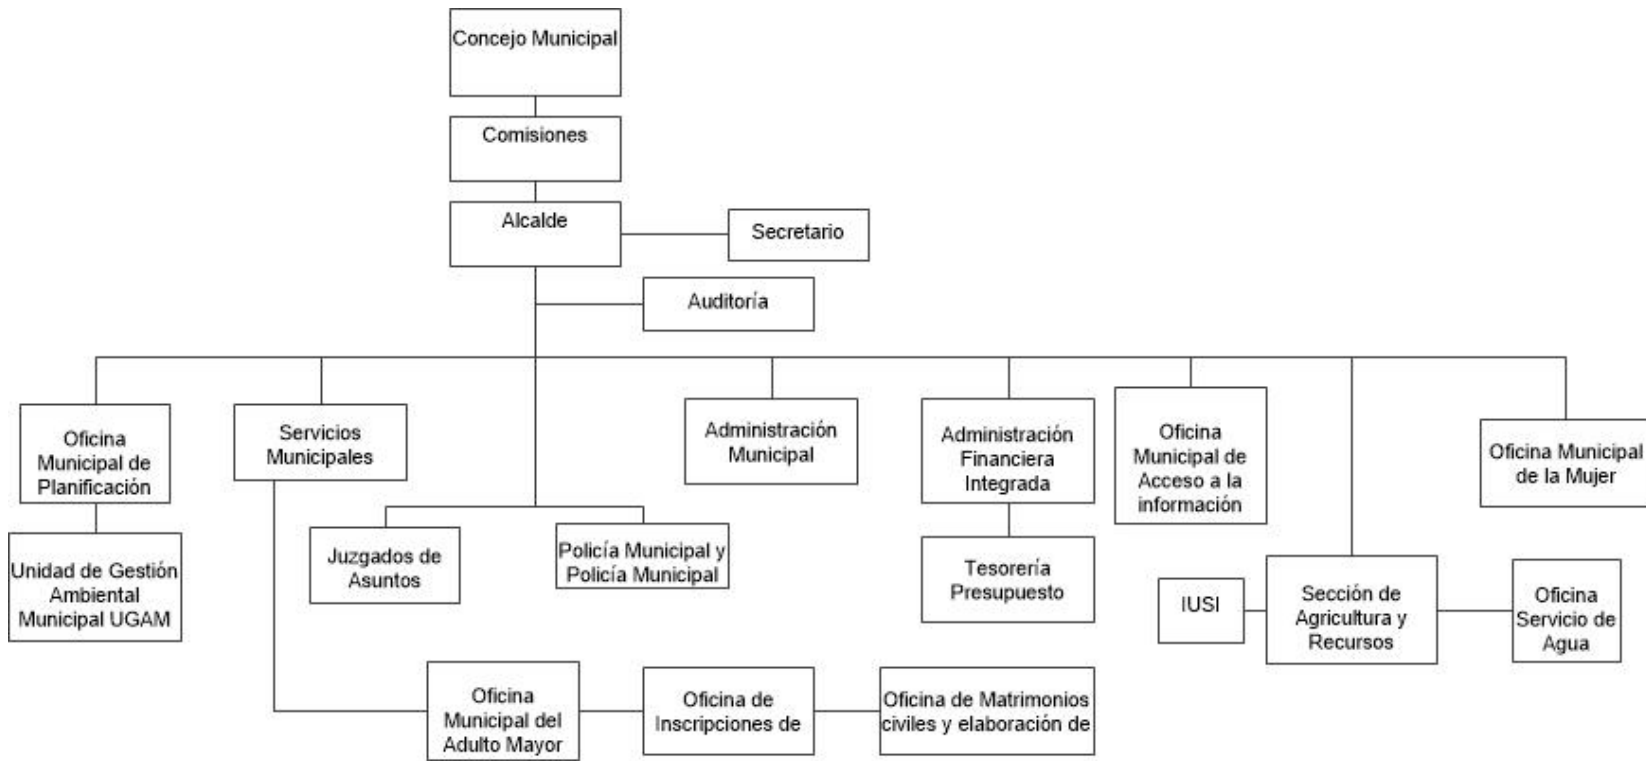 Concejo Municipal
Comisiones
Alcalde
Secretario
Auditoría
Oficina
Municipal de
Planificación
Servicios
Municipales
Administración
Municipal
Administración
Financiera
Integrada
Oficina
Municipal de
Acceso a la
información
Oficina Municipal
de la Mujer
Unidad de Gestión
Ambiental
Municipal UGAM
Juzgados de
Asuntos
Policía Municipal y
Policía Municipal
Tesorería
Presupuesto
IUSI
Sección de
Agricultura y
Recursos
Oficina
Servicio de
Agua
Oficina
Municipal del
Adulto Mayor
Oficina de
Inscripciones de
Oficina de Matrimonios
civiles y elaboración de